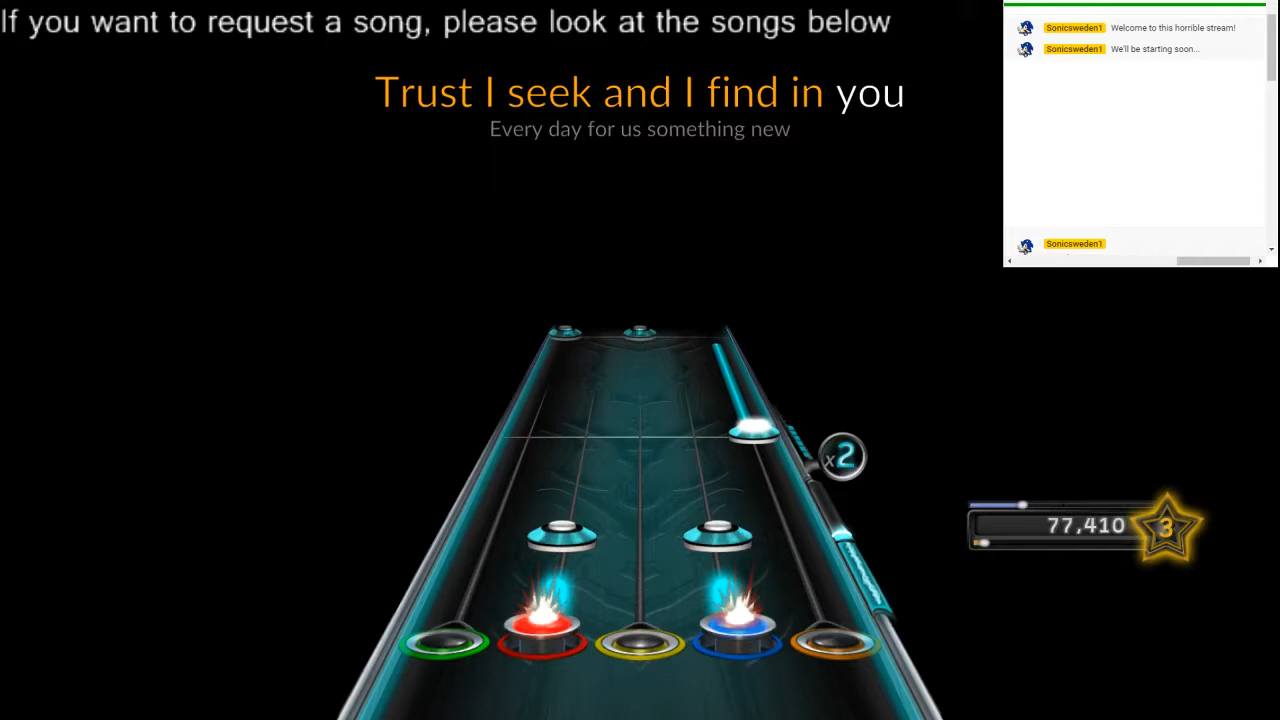 If you want to request a song, please look at the songs below
Trust I seek and I find in you
Every day for us something new
Sonicsweden1 Welcome to this horrible stream!
Sonicsweden1 We'll be starting soon...
Sonicsweden1
x2
77,410
3